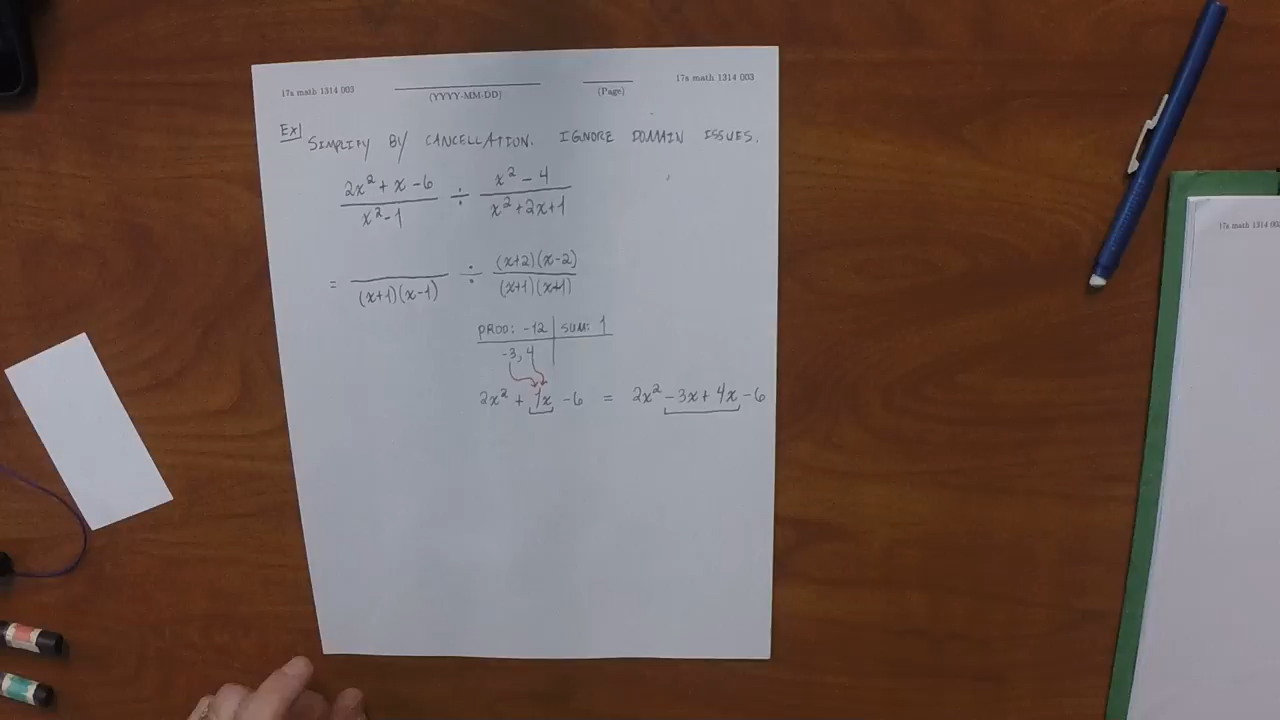 17a math 1314 003 (YYYY-MM-DD) (Page) 17a math 1314 003
Ex) SIMPLIFY BY CANCELLATION. IGNORE DOMAIN ISSUES.
2x² + x - 6 / x² - 1 ÷ x² - 4 / x² + 2x + 1
= / (x+1)(x-1) ÷ (x+2)(x-2) / (x+1)(x+1)
PROD: -12 | SUM: 1
-3, 4
2x² + 1x - 6 = 2x² - 3x + 4x - 6
17a math 1314 003